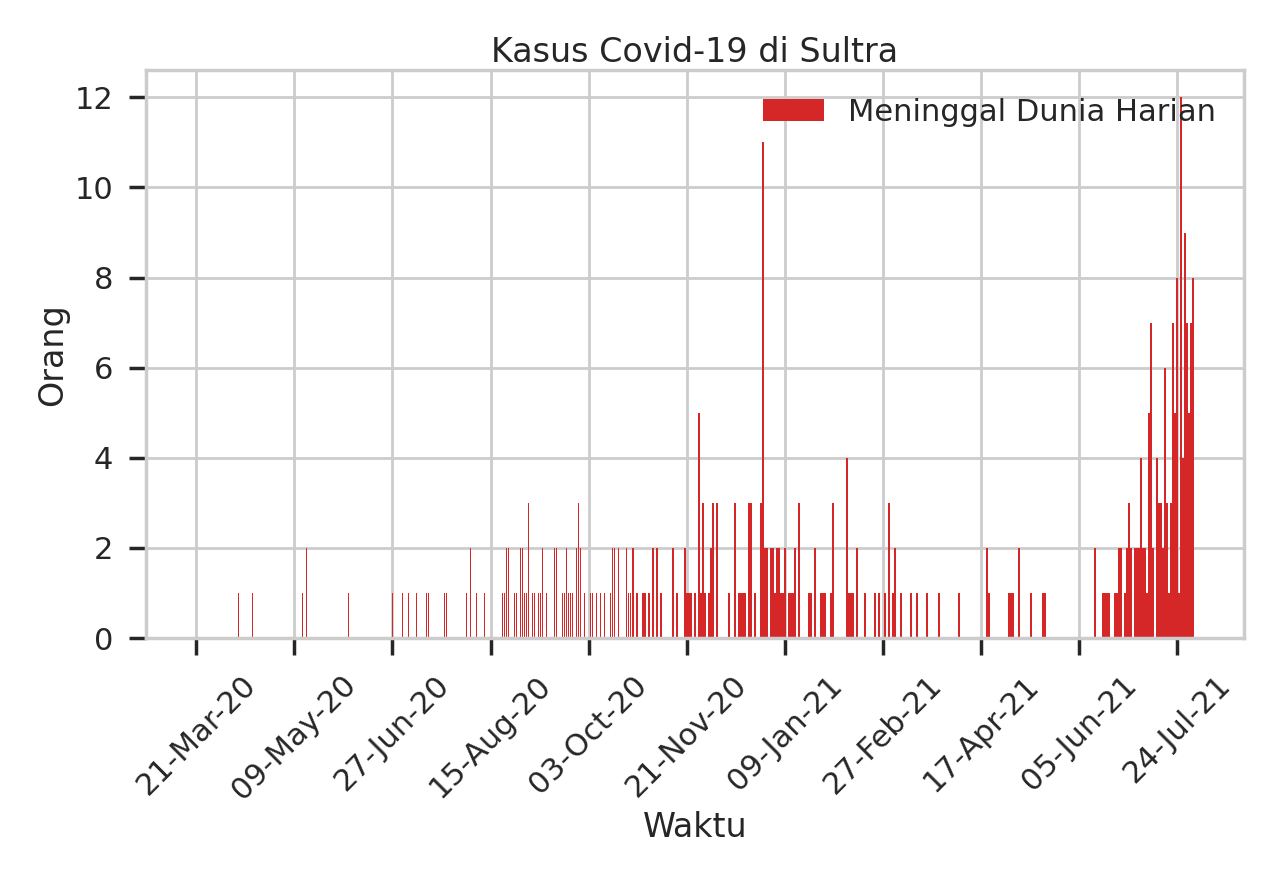 Kasus Covid-19 di Sultra
Meninggal Dunia Harian
Orang
12
10
8
6
4
2
0
21-Mar-20
09-May-20
27-Jun-20
15-Aug-20
03-Oct-20
21-Nov-20
09-Jan-21
27-Feb-21
17-Apr-21
05-Jun-21
24-Jul-21
Waktu